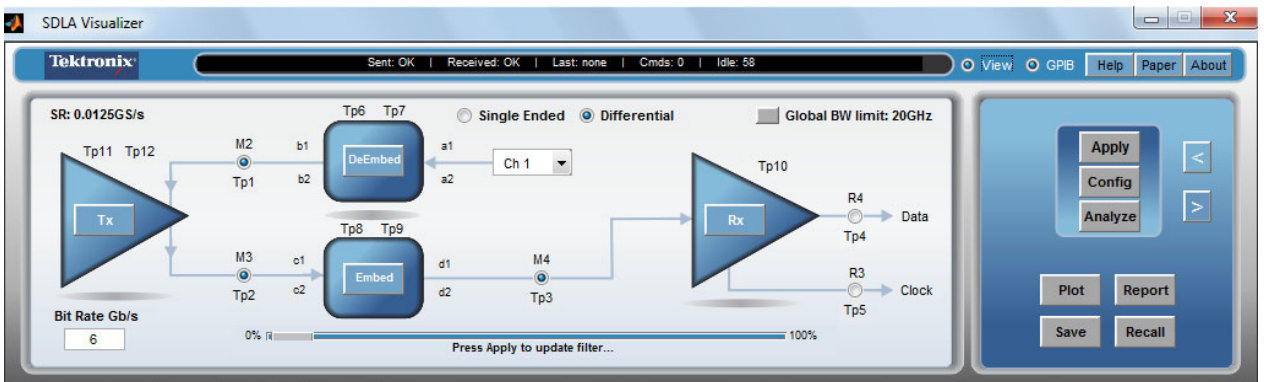 SDLA Visualizer
Tektronix
Sent: OK | Received: OK | Last: none | Cmds: 0 | Idle: 58
View
GPIB
Help
Paper
About
SR: 0.0125GS/s
Tp6 Tp7
Single Ended
Differential
Global BW limit: 20GHz
Tp11 Tp12
M2
Tp1
b1
b2
DeEmbed
a1
a2
Ch 1
Tp10
Tx
Rx
R4
Data
Tp4
Tp8 Tp9
M3
Tp2
c1
c2
Embed
d1
d2
M4
Tp3
R3
Clock
Tp5
Bit Rate Gb/s
6
0%
100%
Press Apply to update filter...
Apply
<
Config
>
Analyze
Plot
Report
Save
Recall